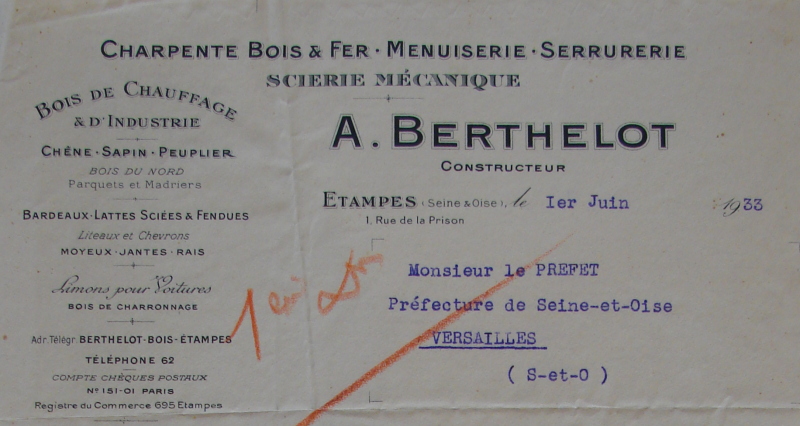 CHARPENTE BOIS & FER · MENUISERIE · SERRURERIE
SCIERIE MÉCANIQUE
BOIS DE CHAUFFAGE
& D'INDUSTRIE
CHÊNE · SAPIN · PEUPLIER
BOIS DU NORD
Parquets et Madriers
BARDEAUX · LATTES SCIÉES & FENDUES
Liteaux et Chevrons
MOYEUX · JANTES · RAIS
Limons pour Voitures
BOIS DE CHARRONNAGE
Adr Télégr. BERTHELOT-BOIS-ÉTAMPES
TÉLÉPHONE 62
COMPTE CHÈQUES POSTAUX
No 151-01 PARIS
Registre du Commerce 695 Etampes
A. BERTHELOT
CONSTRUCTEUR
ETAMPES (Seine & Oise), le Ier Juin 1933
1, Rue de la Prison
Monsieur le PREFET
Préfecture de Seine-et-Oise
VERSAILLES
( S-et-O )